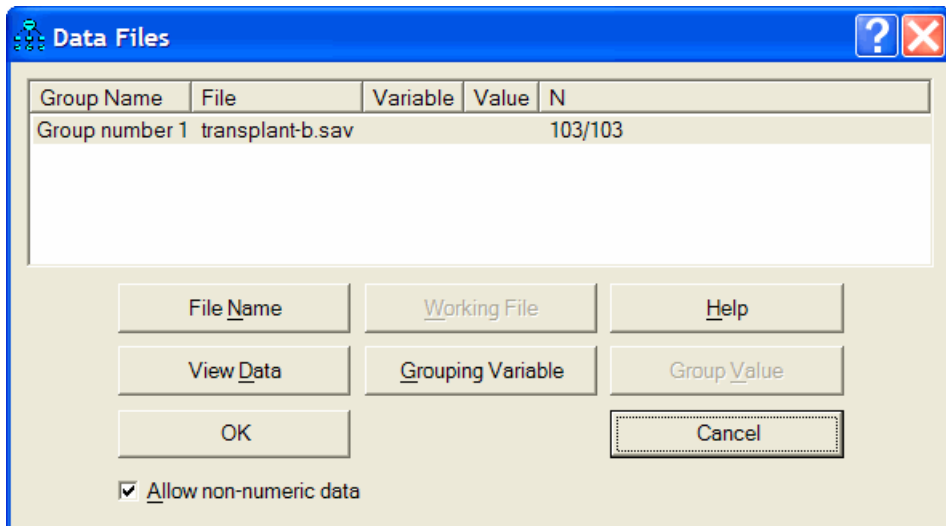 Data Files
Group Name File Variable Value N
Group number 1 transplant-b.sav 103/103
File Name Working File Help
View Data Grouping Variable Group Value
OK Cancel
Allow non-numeric data